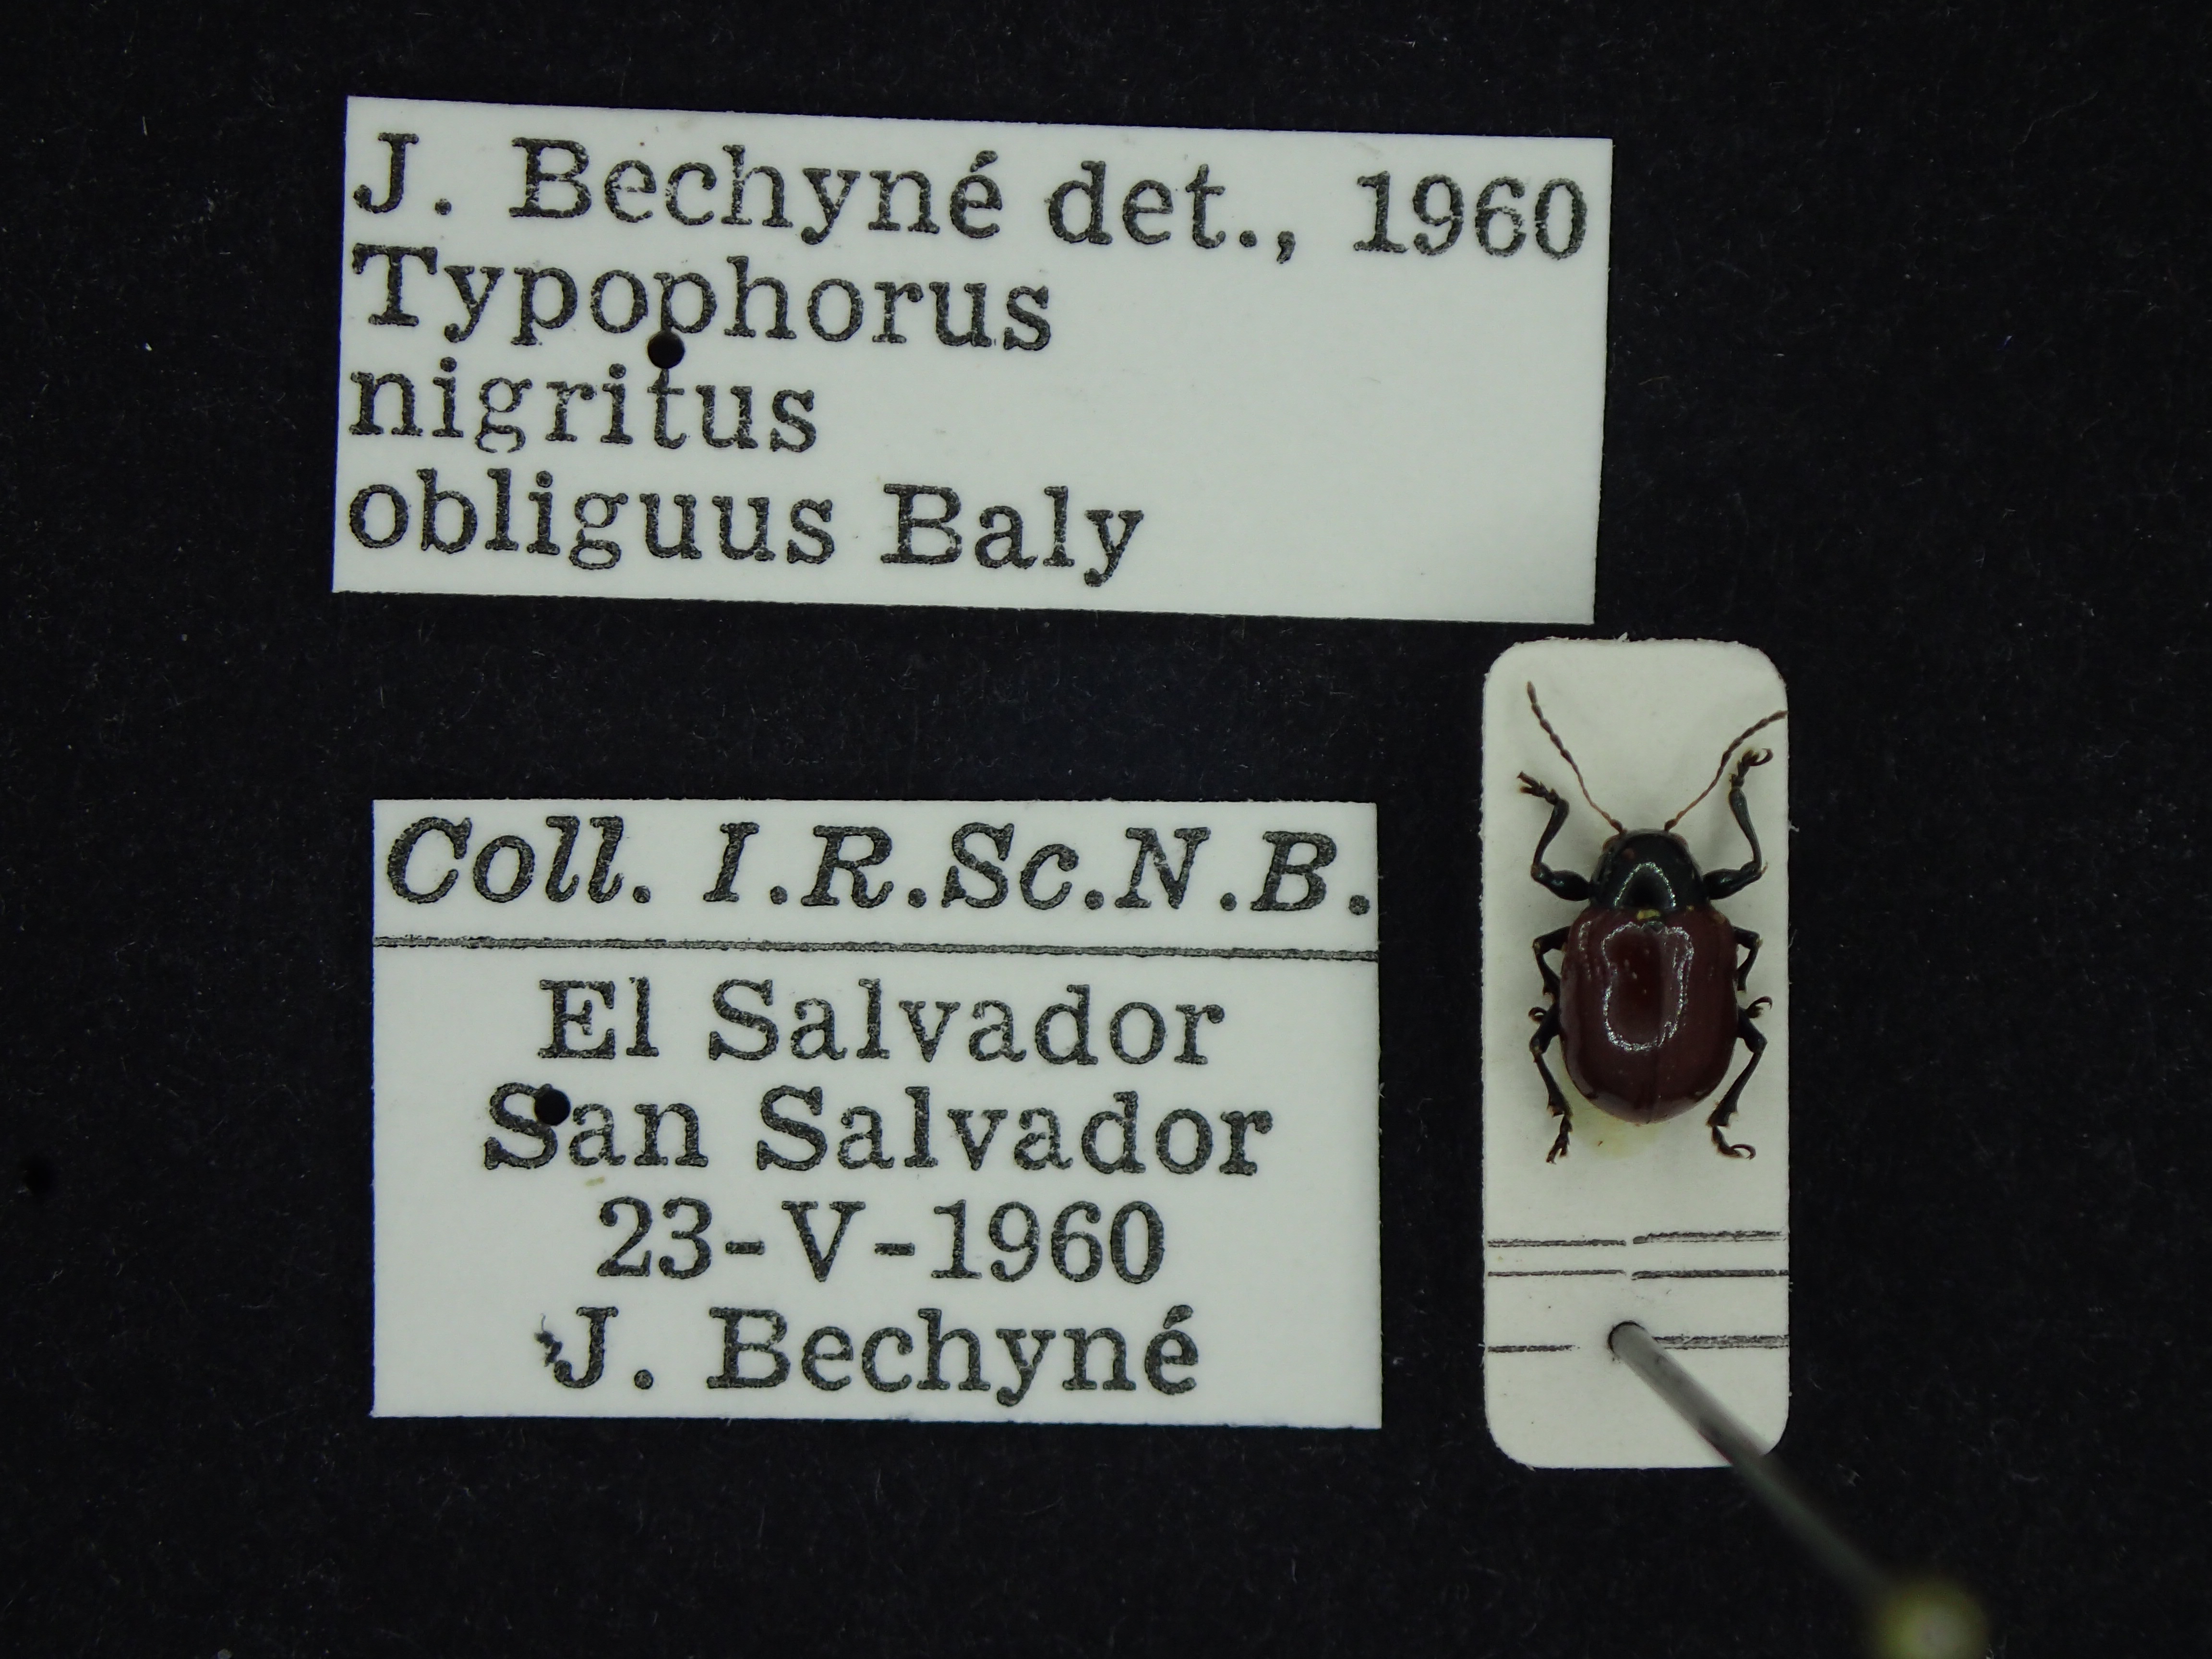 J. Bechyné det., 1960
Typophorus
nigritus
obliguus Baly
Coll. I.R.Sc.N.B.
El Salvador
San Salvador
23-V-1960
J. Bechyné